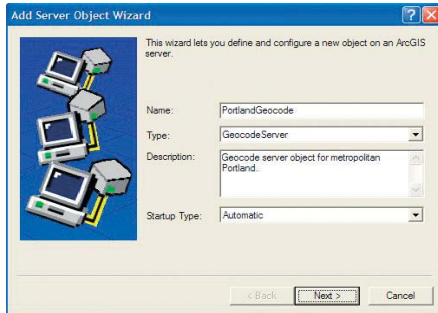 Add Server Object Wizard
This wizard lets you define and configure a new object on an ArcGIS
server.
Name: PortlandGeocode
Type: GeocodeServer
Description: Geocode server object for metropolitan
Portland.
Startup Type: Automatic
< Back Next > Cancel